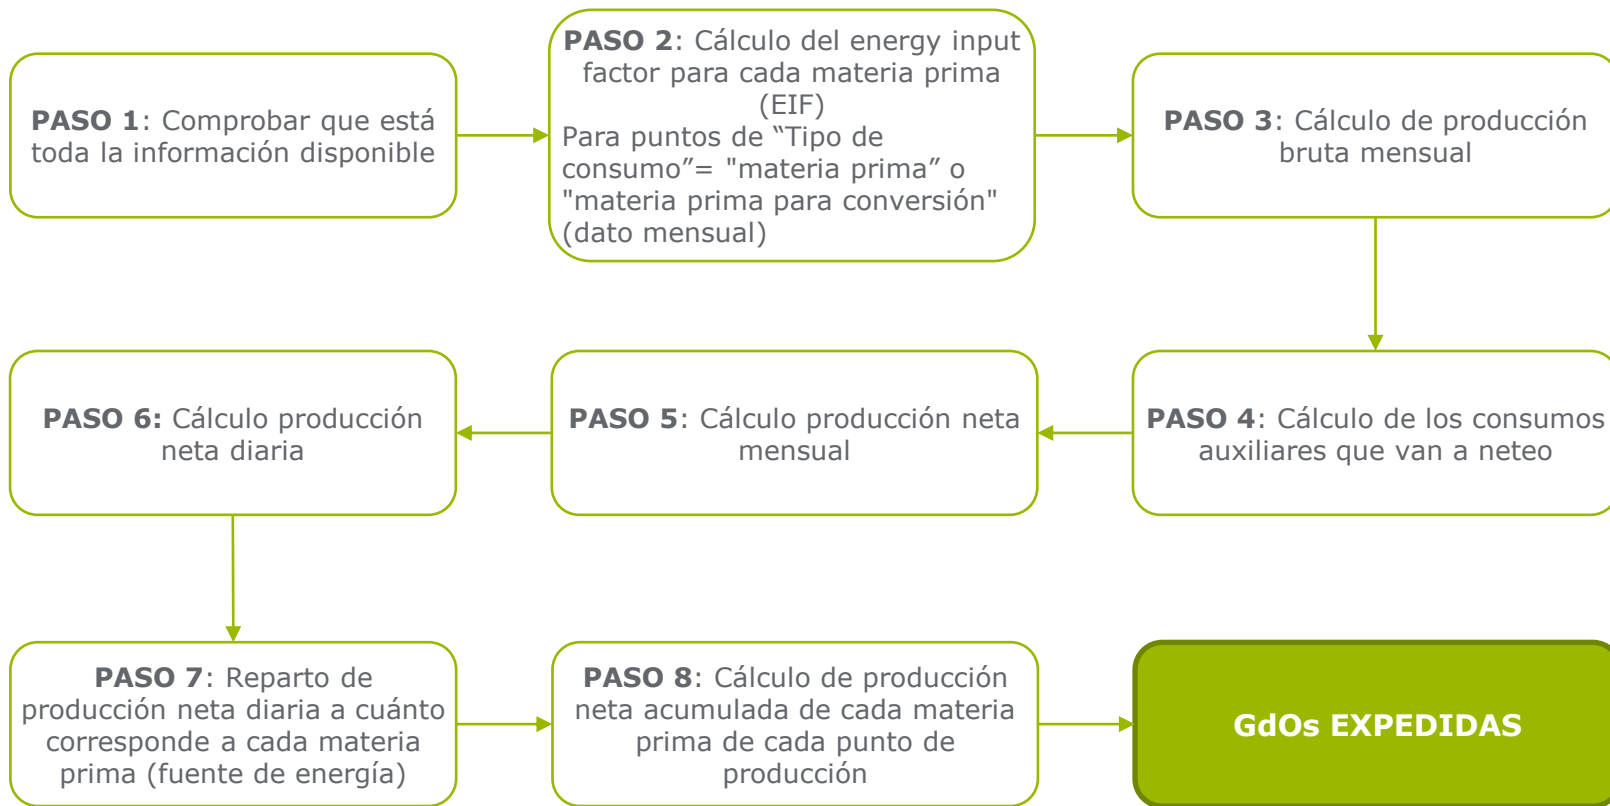 PASO 1: Comprobar que está
toda la información disponible
PASO 2: Cálculo del energy input
factor para cada materia prima
(EIF)
Para puntos de “Tipo de
consumo”= "materia prima” o
"materia prima para conversión"
(dato mensual)
PASO 3: Cálculo de producción
bruta mensual
PASO 4: Cálculo de los consumos
auxiliares que van a neteo
PASO 5: Cálculo producción neta
mensual
PASO 6: Cálculo producción
neta diaria
PASO 7: Reparto de
producción neta diaria a cuánto
corresponde a cada materia
prima (fuente de energía)
PASO 8: Cálculo de producción
neta acumulada de cada materia
prima de cada punto de
producción
GdOs EXPEDIDAS